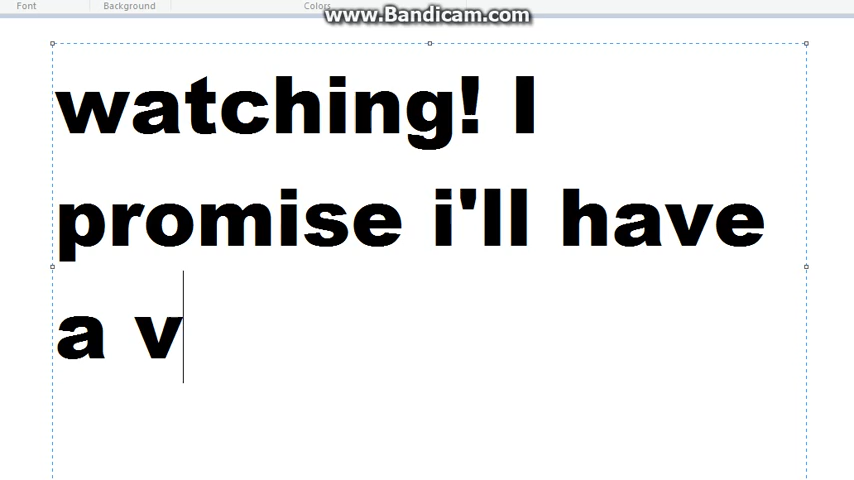 www.Bandicam.com
Font Background Colors
watching! I
promise i'll have
a v